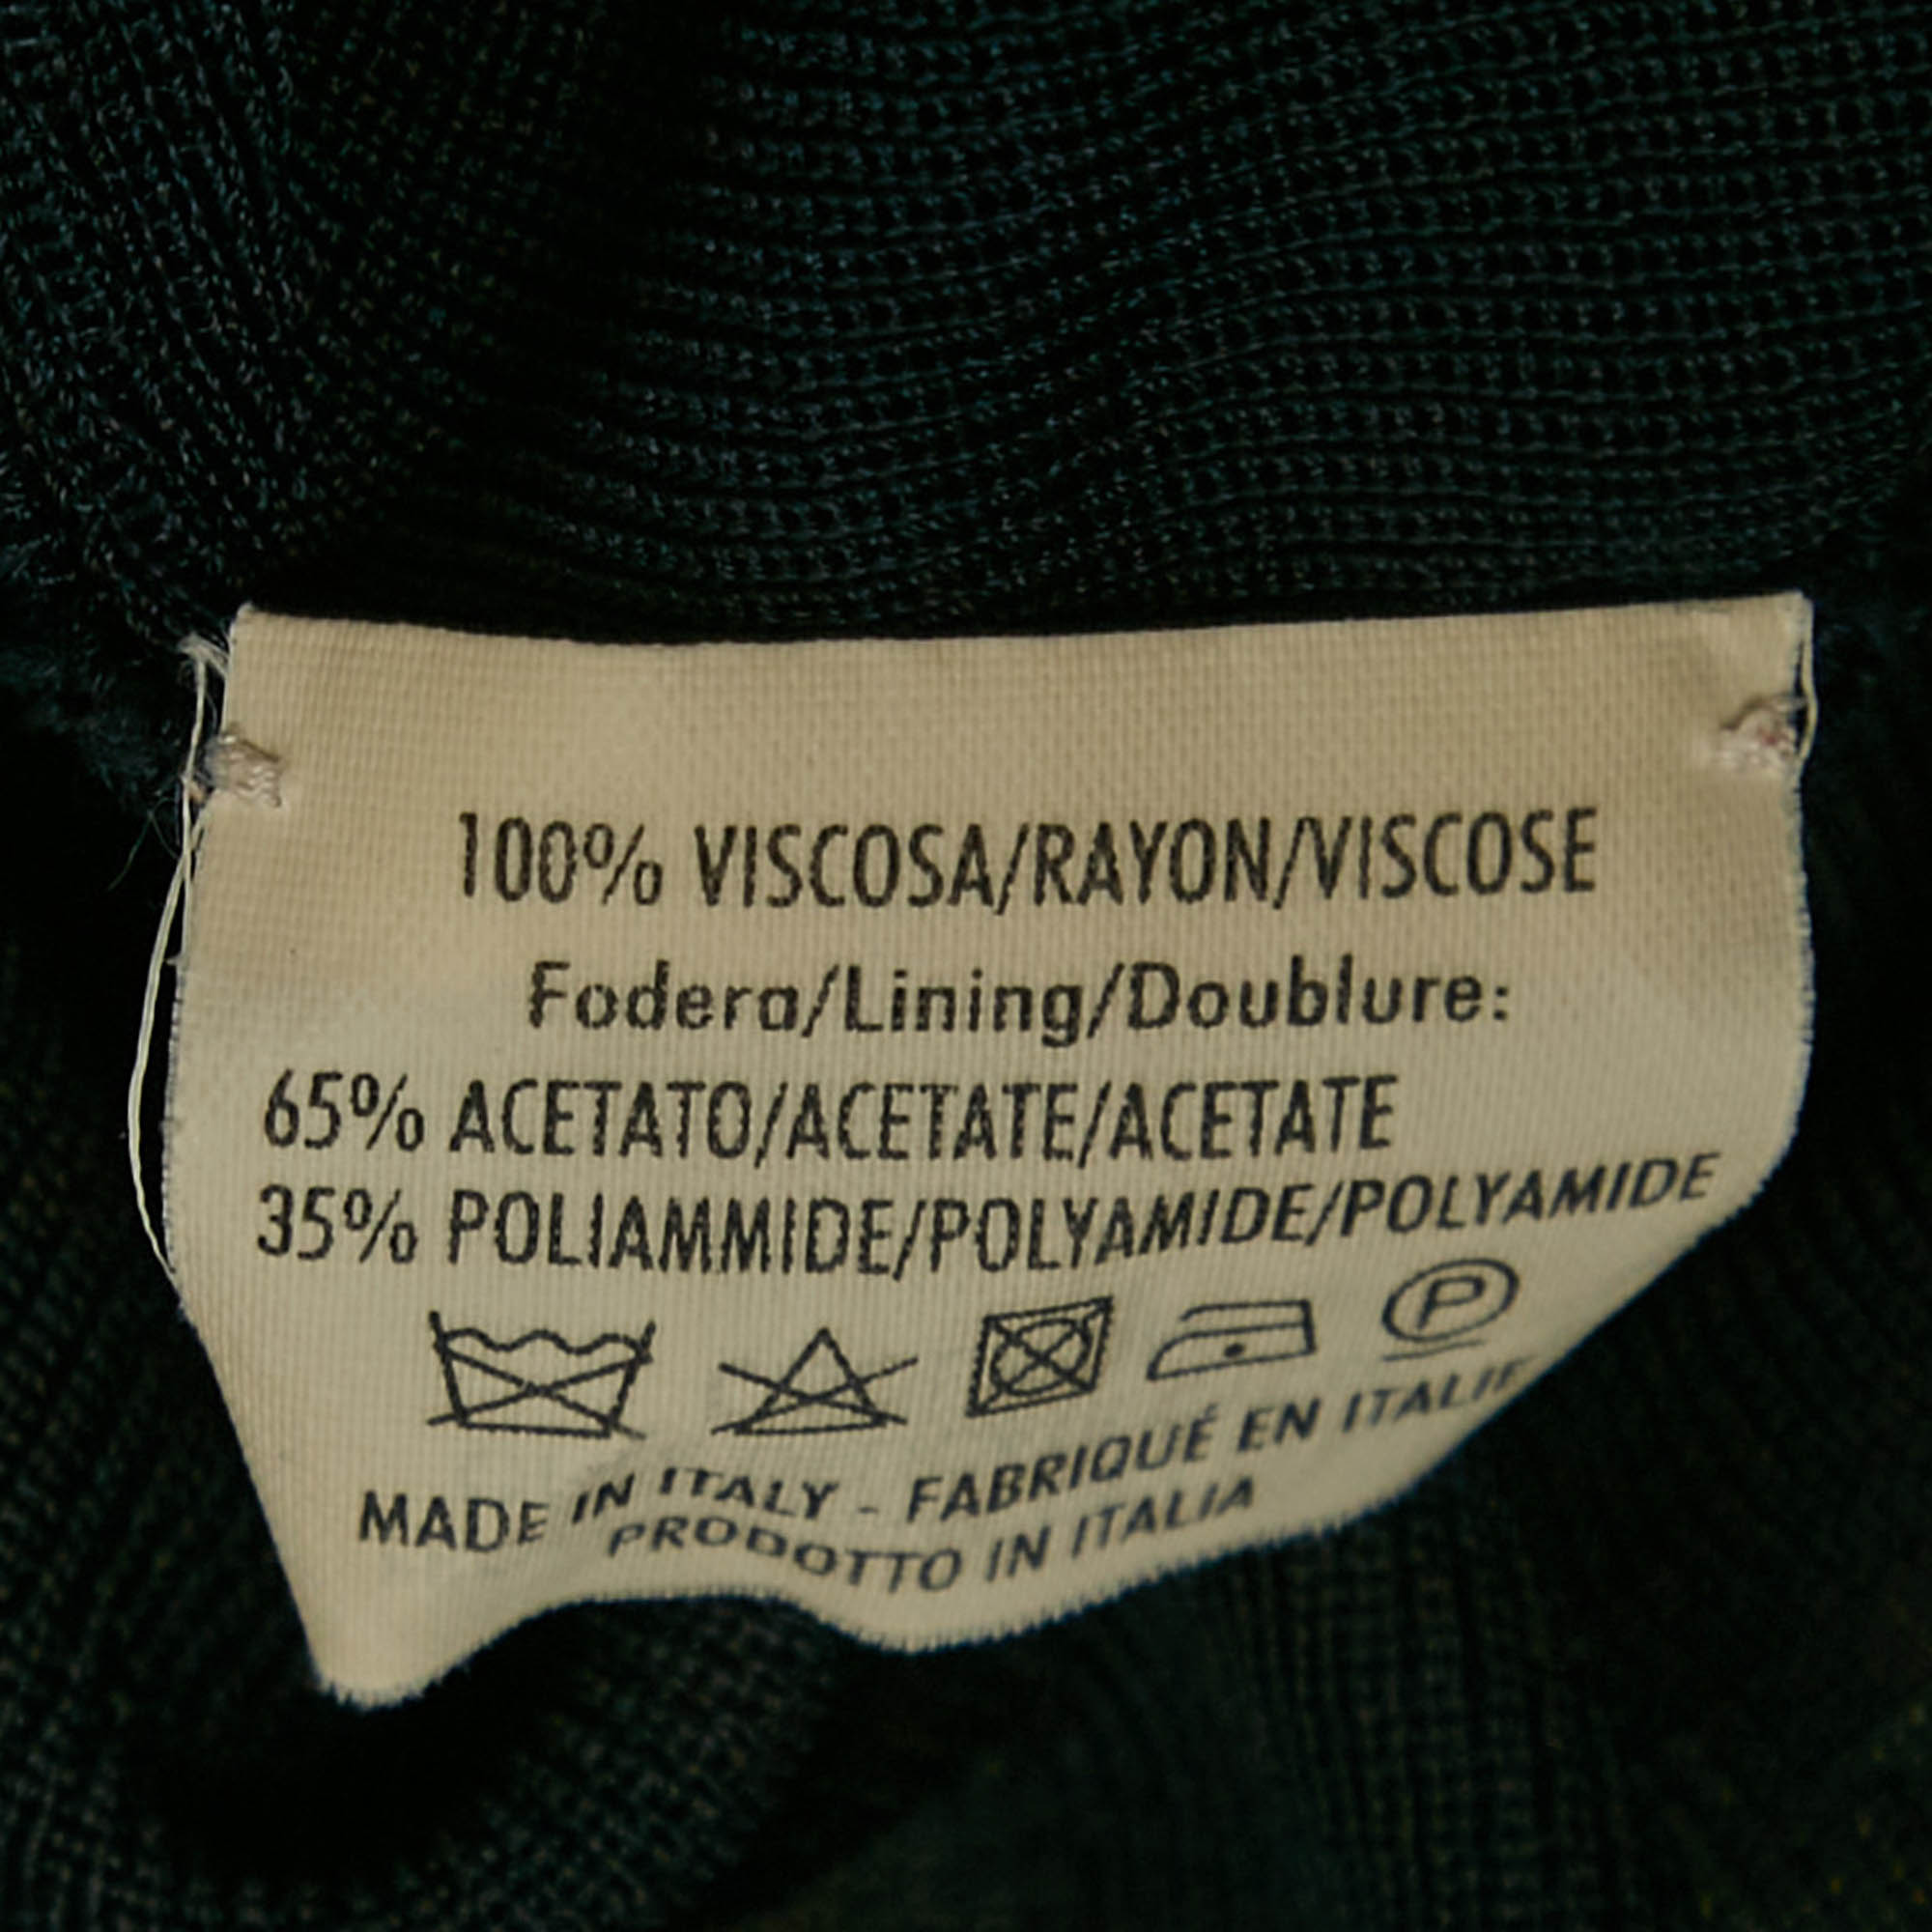 100% VISCOSA/RAYON/VISCOSE
Fodera/Lining/Doublure:
65% ACETATO/ACETATE/ACETATE
35% POLIAMMIDE/POLYAMIDE/POLYAMIDE
P
MADE IN ITALY - FABRIQUÉ EN ITALIE
PRODOTTO IN ITALIA